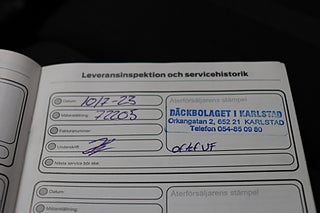 Leveransinspektion och servicehistorik
Datum: 10/7-23
Mätarställning: 72205
Fakturanummer:
Underskrift:
Nästa service bör ske:
Återförsäljarens stämpel
DÄCKBOLAGET I KARLSTAD
Orkangatan 2, 652 21 KARLSTAD
Telefon 054-85 09 80
Datum:
Mätarställning:
Återförsäljarens stämpel